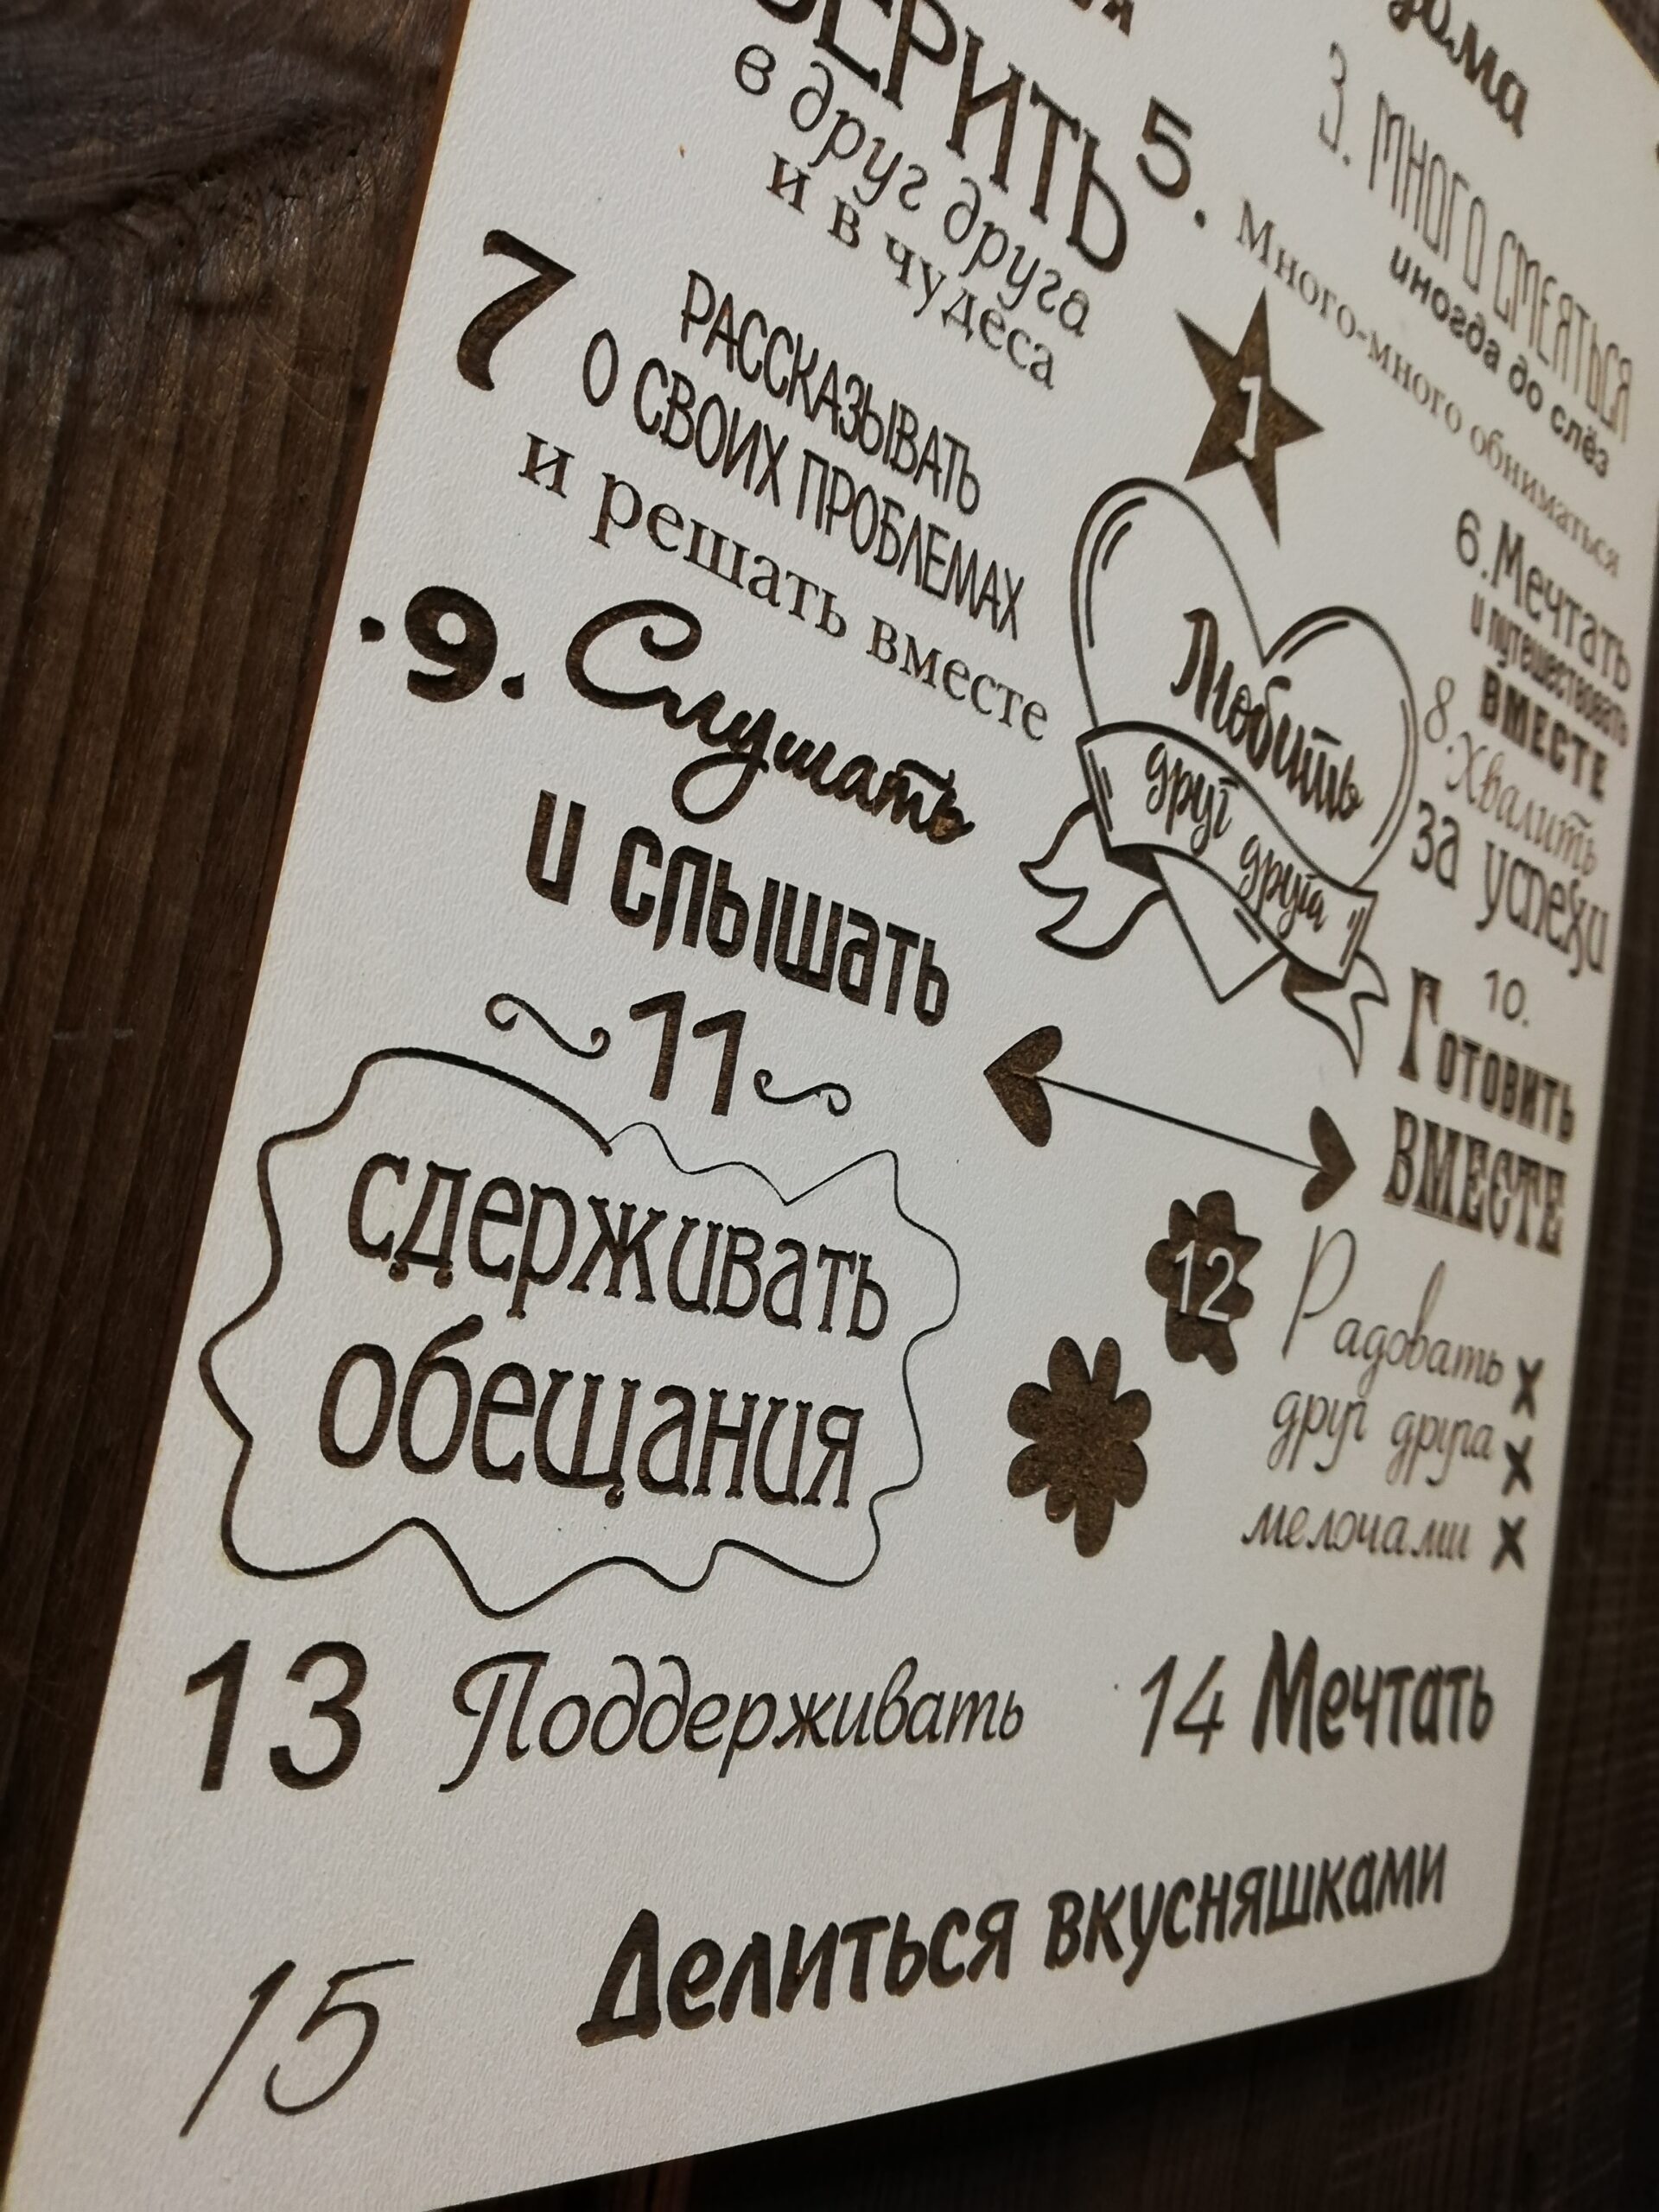 дома
3. МНОГО СМЕЯТЬСЯ
иногда до слёз
ВЕРИТЬ
в друг друга
и в чудеса
5. Много-много обниматься
1
Любить
друг друга
6. Мечтать
и путешествовать
ВМЕСТЕ
7 РАССКАЗЫВАТЬ
О СВОИХ ПРОБЛЕМАХ
и решать вместе
8. Хвалить
за успехи
.9. Слушать
и слышать
10.
Готовить
ВМЕСТЕ
11
сдерживать
обещания
12 Радовать
друг друга
мелочами
13 Поддерживать
14 Мечтать
15 Делиться вкусняшками